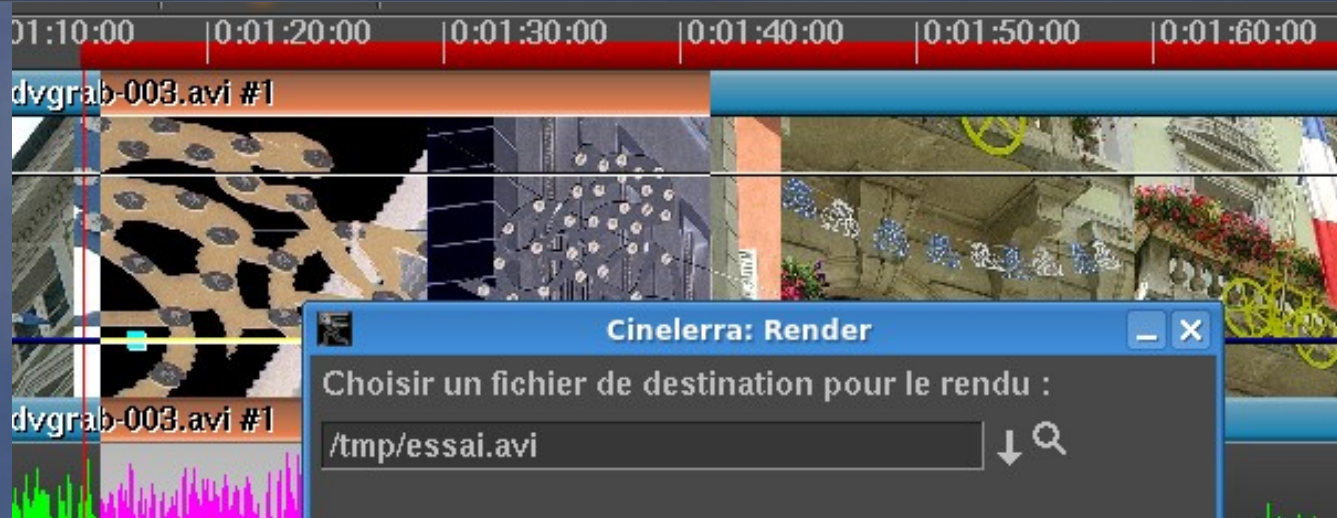 01:10:00 0:01:20:00 0:01:30:00 0:01:40:00 0:01:50:00 0:01:60:00
dvgrab-003.avi #1
Cinelerra: Render
Choisir un fichier de destination pour le rendu :
dvgrab-003.avi #1
/tmp/essai.avi